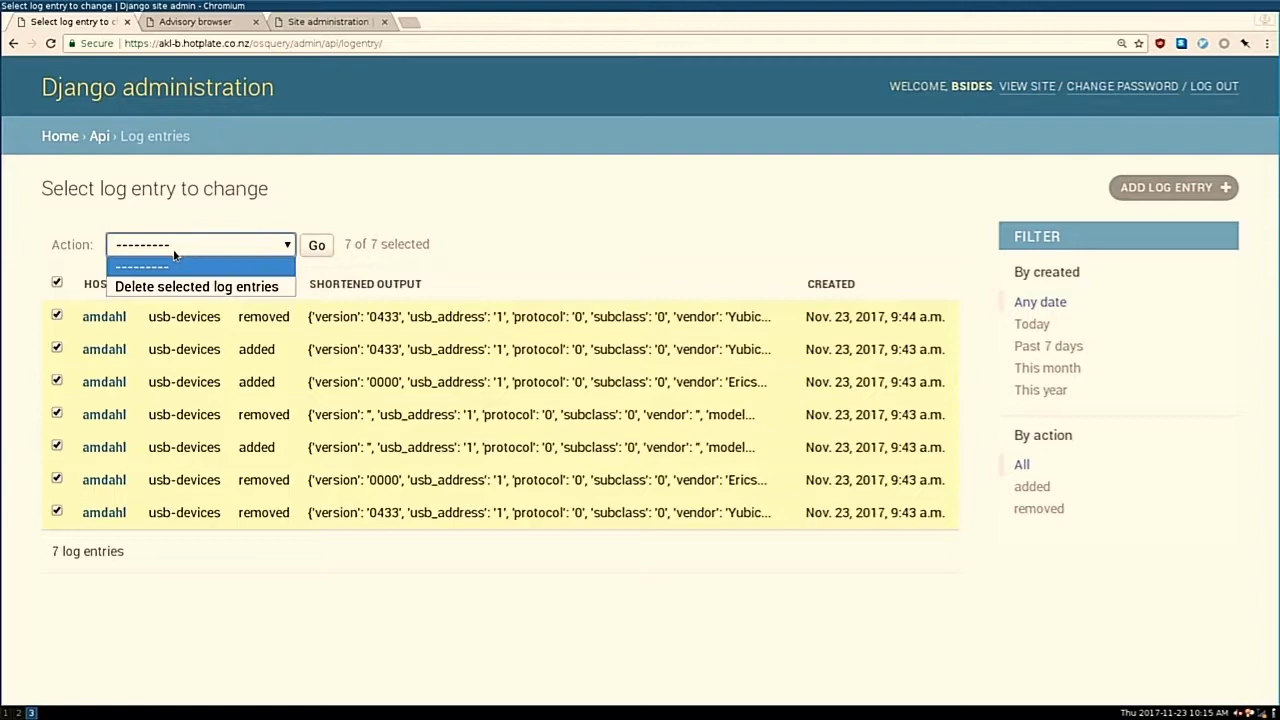 Select log entry to change | Django site admin - Chromium
Select log entry to c
Advisory browser
Site administration |
Secure
https://akl-b.hotplate.co.nz/osquery/admin/api/logentry/
Django administration
WELCOME, BSIDES. VIEW SITE / CHANGE PASSWORD / LOG OUT
Home › Api › Log entries
Select log entry to change
ADD LOG ENTRY +
Action: --------- Go 7 of 7 selected
---------
Delete selected log entries
HOS SHORTENED OUTPUT CREATED
amdahl usb-devices removed {'version': '0433', 'usb_address': '1', 'protocol': '0', 'subclass': '0', 'vendor': 'Yubic... Nov. 23, 2017, 9:44 a.m.
amdahl usb-devices added {'version': '0433', 'usb_address': '1', 'protocol': '0', 'subclass': '0', 'vendor': 'Yubic... Nov. 23, 2017, 9:43 a.m.
amdahl usb-devices added {'version': '0000', 'usb_address': '1', 'protocol': '0', 'subclass': '0', 'vendor': 'Erics... Nov. 23, 2017, 9:43 a.m.
amdahl usb-devices removed {'version': '', 'usb_address': '1', 'protocol': '0', 'subclass': '0', 'vendor': '', 'model... Nov. 23, 2017, 9:43 a.m.
amdahl usb-devices added {'version': '', 'usb_address': '1', 'protocol': '0', 'subclass': '0', 'vendor': '', 'model... Nov. 23, 2017, 9:43 a.m.
amdahl usb-devices removed {'version': '0000', 'usb_address': '1', 'protocol': '0', 'subclass': '0', 'vendor': 'Erics... Nov. 23, 2017, 9:43 a.m.
amdahl usb-devices removed {'version': '0433', 'usb_address': '1', 'protocol': '0', 'subclass': '0', 'vendor': 'Yubic... Nov. 23, 2017, 9:43 a.m.
7 log entries
FILTER
By created
Any date
Today
Past 7 days
This month
This year
By action
All
added
removed
1 2 3
Thu 2017-11-23 10:15 AM